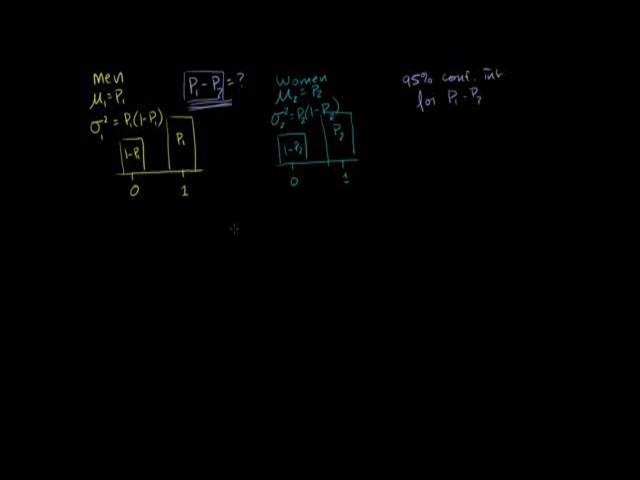 Men
μ₁ = P₁
σ₁² = P₁(1-P₁)
1-P₁
P₁
0 1
P₁ - P₂ = ?
Women
μ₂ = P₂
σ₂² = P₂(1-P₂)
1-P₂
P₂
0 1
95% conf. int
for P₁ - P₂